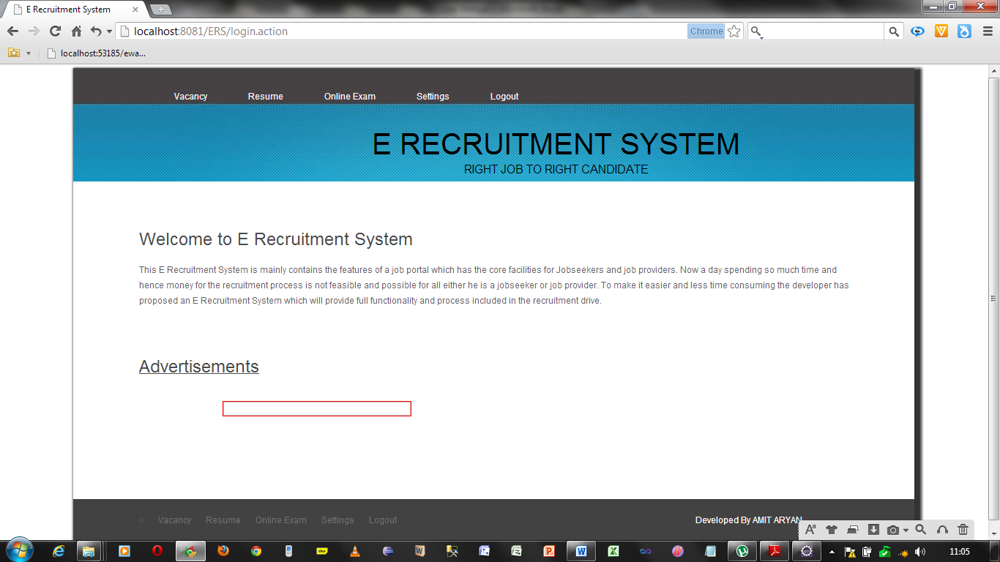 E Recruitment System
localhost:8081/ERS/login.action
Chrome
localhost:53185/ewa...
Vacancy Resume Online Exam Settings Logout
E RECRUITMENT SYSTEM
RIGHT JOB TO RIGHT CANDIDATE
Welcome to E Recruitment System
This E Recruitment System is mainly contains the features of a job portal which has the core facilities for Jobseekers and job providers. Now a day spending so much time and
hence money for the recruitment process is not feasible and possible for all either he is a jobseeker or job provider. To make it easier and less time consuming the developer has
proposed an E Recruitment System which will provide full functionality and process included in the recruitment drive.
Advertisements
Vacancy Resume Online Exam Settings Logout
Developed By AMIT ARYAN
11:05